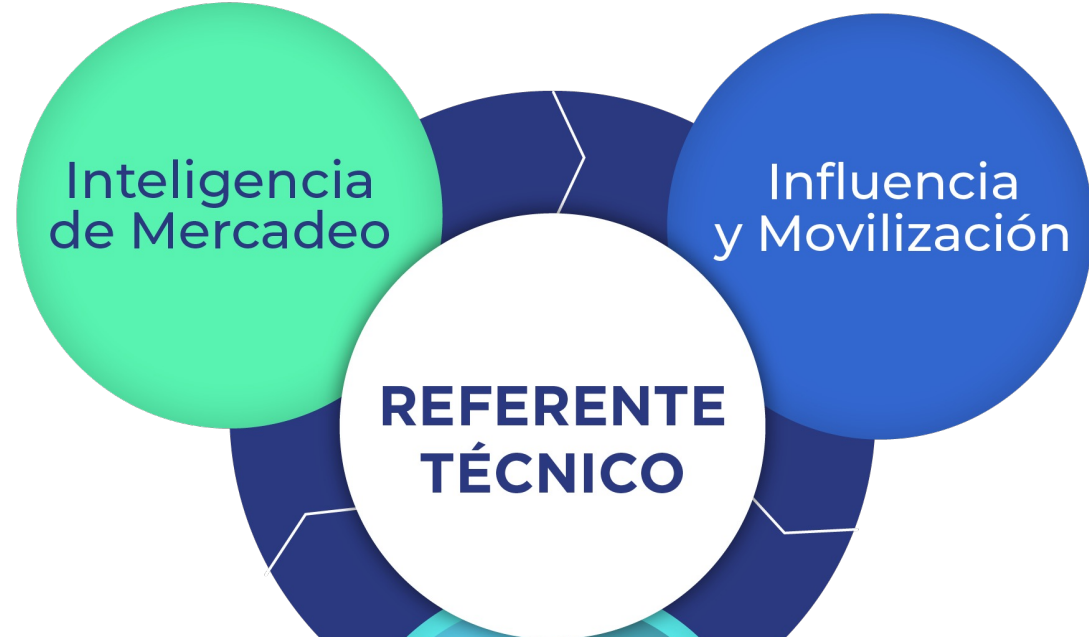 Inteligencia
de Mercadeo
Influencia
y Movilización
REFERENTE
TÉCNICO